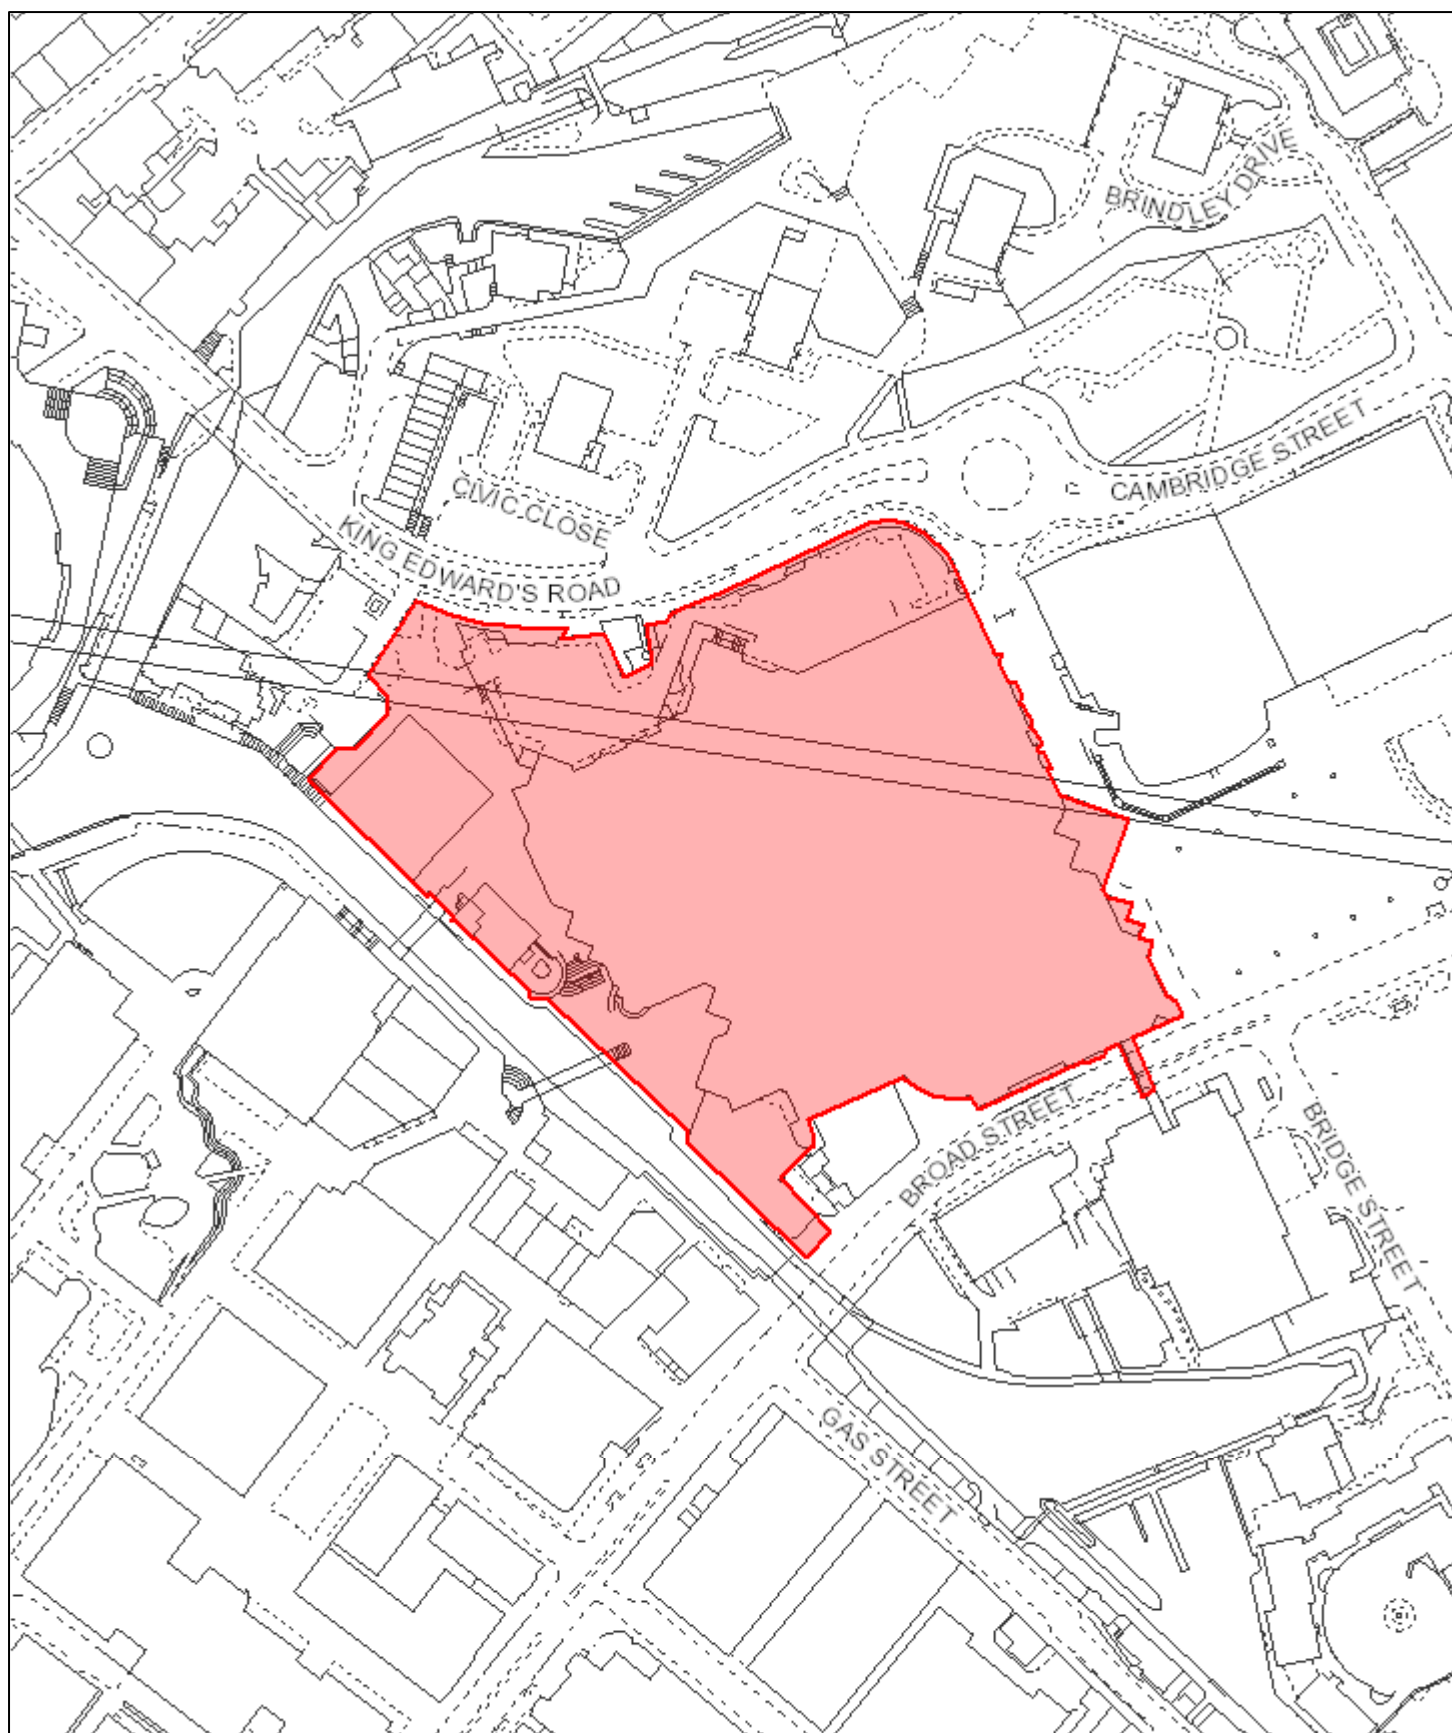 BRINDLEY DRIVE
CAMBRIDGE STREET
CIVIC CLOSE
KING EDWARD'S ROAD
BROAD STREET
BRIDGE STREET
GAS STREET